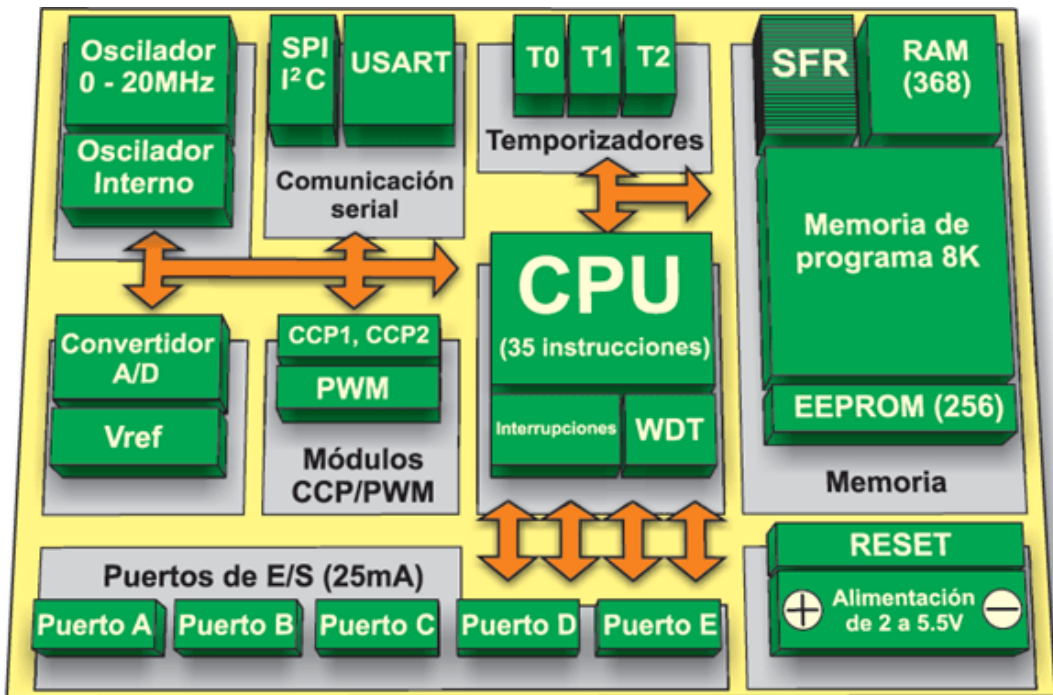 Oscilador
0 - 20MHz
Oscilador
Interno
SPI
I²C
USART
Comunicación
serial
T0
T1
T2
Temporizadores
SFR
RAM
(368)
Memoria de
programa 8K
EEPROM (256)
Memoria
CPU
(35 instrucciones)
Interrupciones
WDT
Convertidor
A/D
Vref
CCP1, CCP2
PWM
Módulos
CCP/PWM
Puertos de E/S (25mA)
Puerto A
Puerto B
Puerto C
Puerto D
Puerto E
RESET
+
Alimentación
de 2 a 5.5V
−